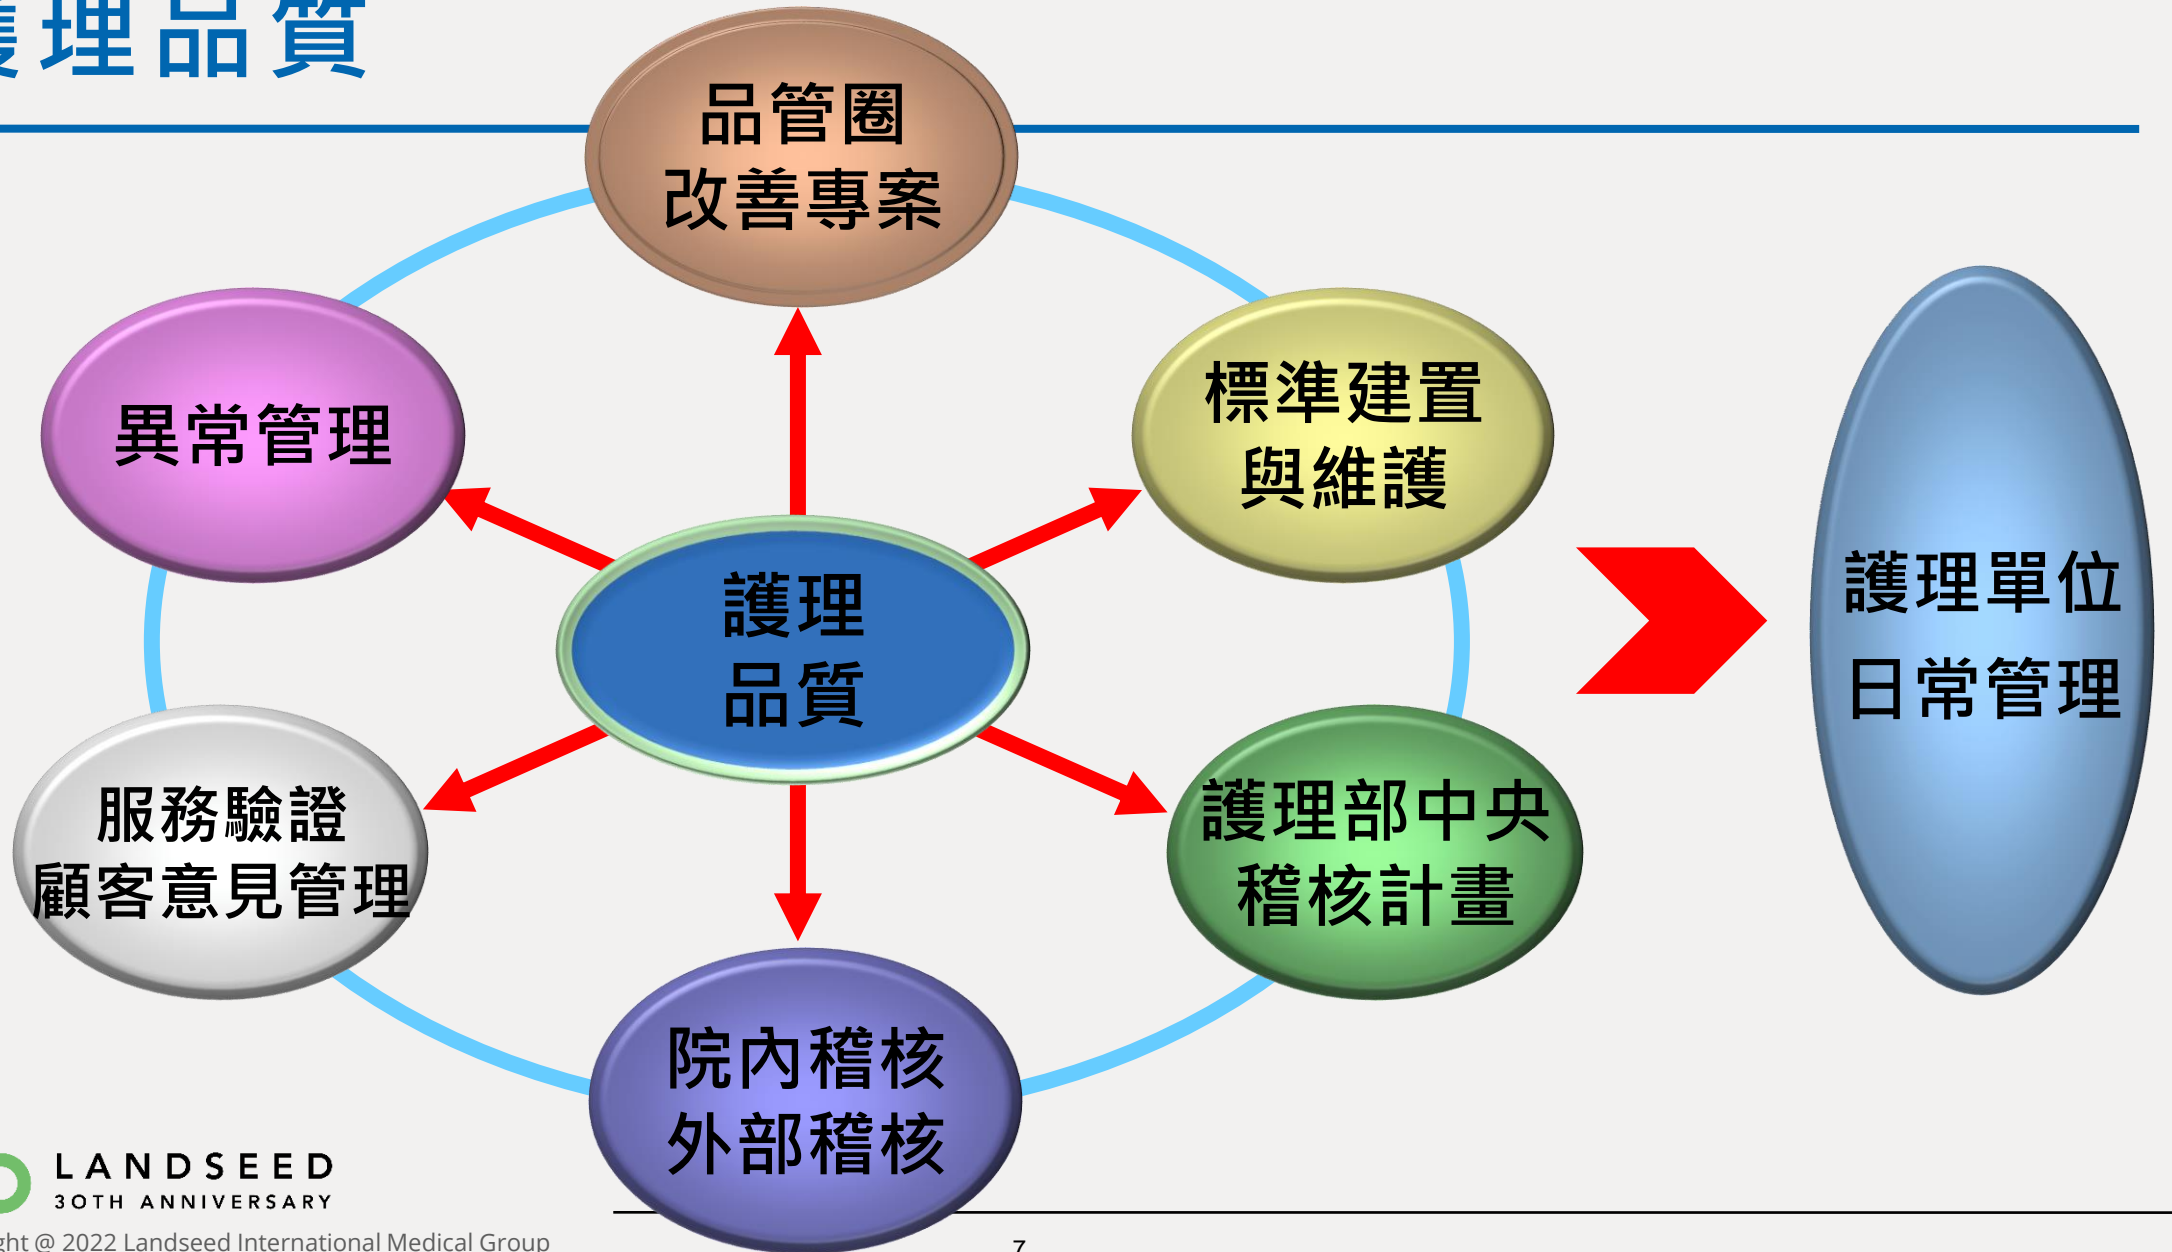 護理品質
品管圈
改善專案
異常管理
標準建置
與維護
護理
品質
護理單位
日常管理
服務驗證
顧客意見管理
護理部中央
稽核計畫
院內稽核
外部稽核
LANDSEED
30TH ANNIVERSARY
ght @ 2022 Landseed International Medical Group
7